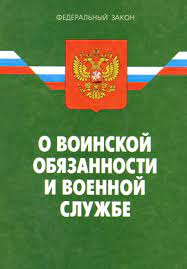 ФЕДЕРАЛЬНЫЙ ЗАКОН
О ВОИНСКОЙ
ОБЯЗАННОСТИ
И ВОЕННОЙ
СЛУЖБЕ